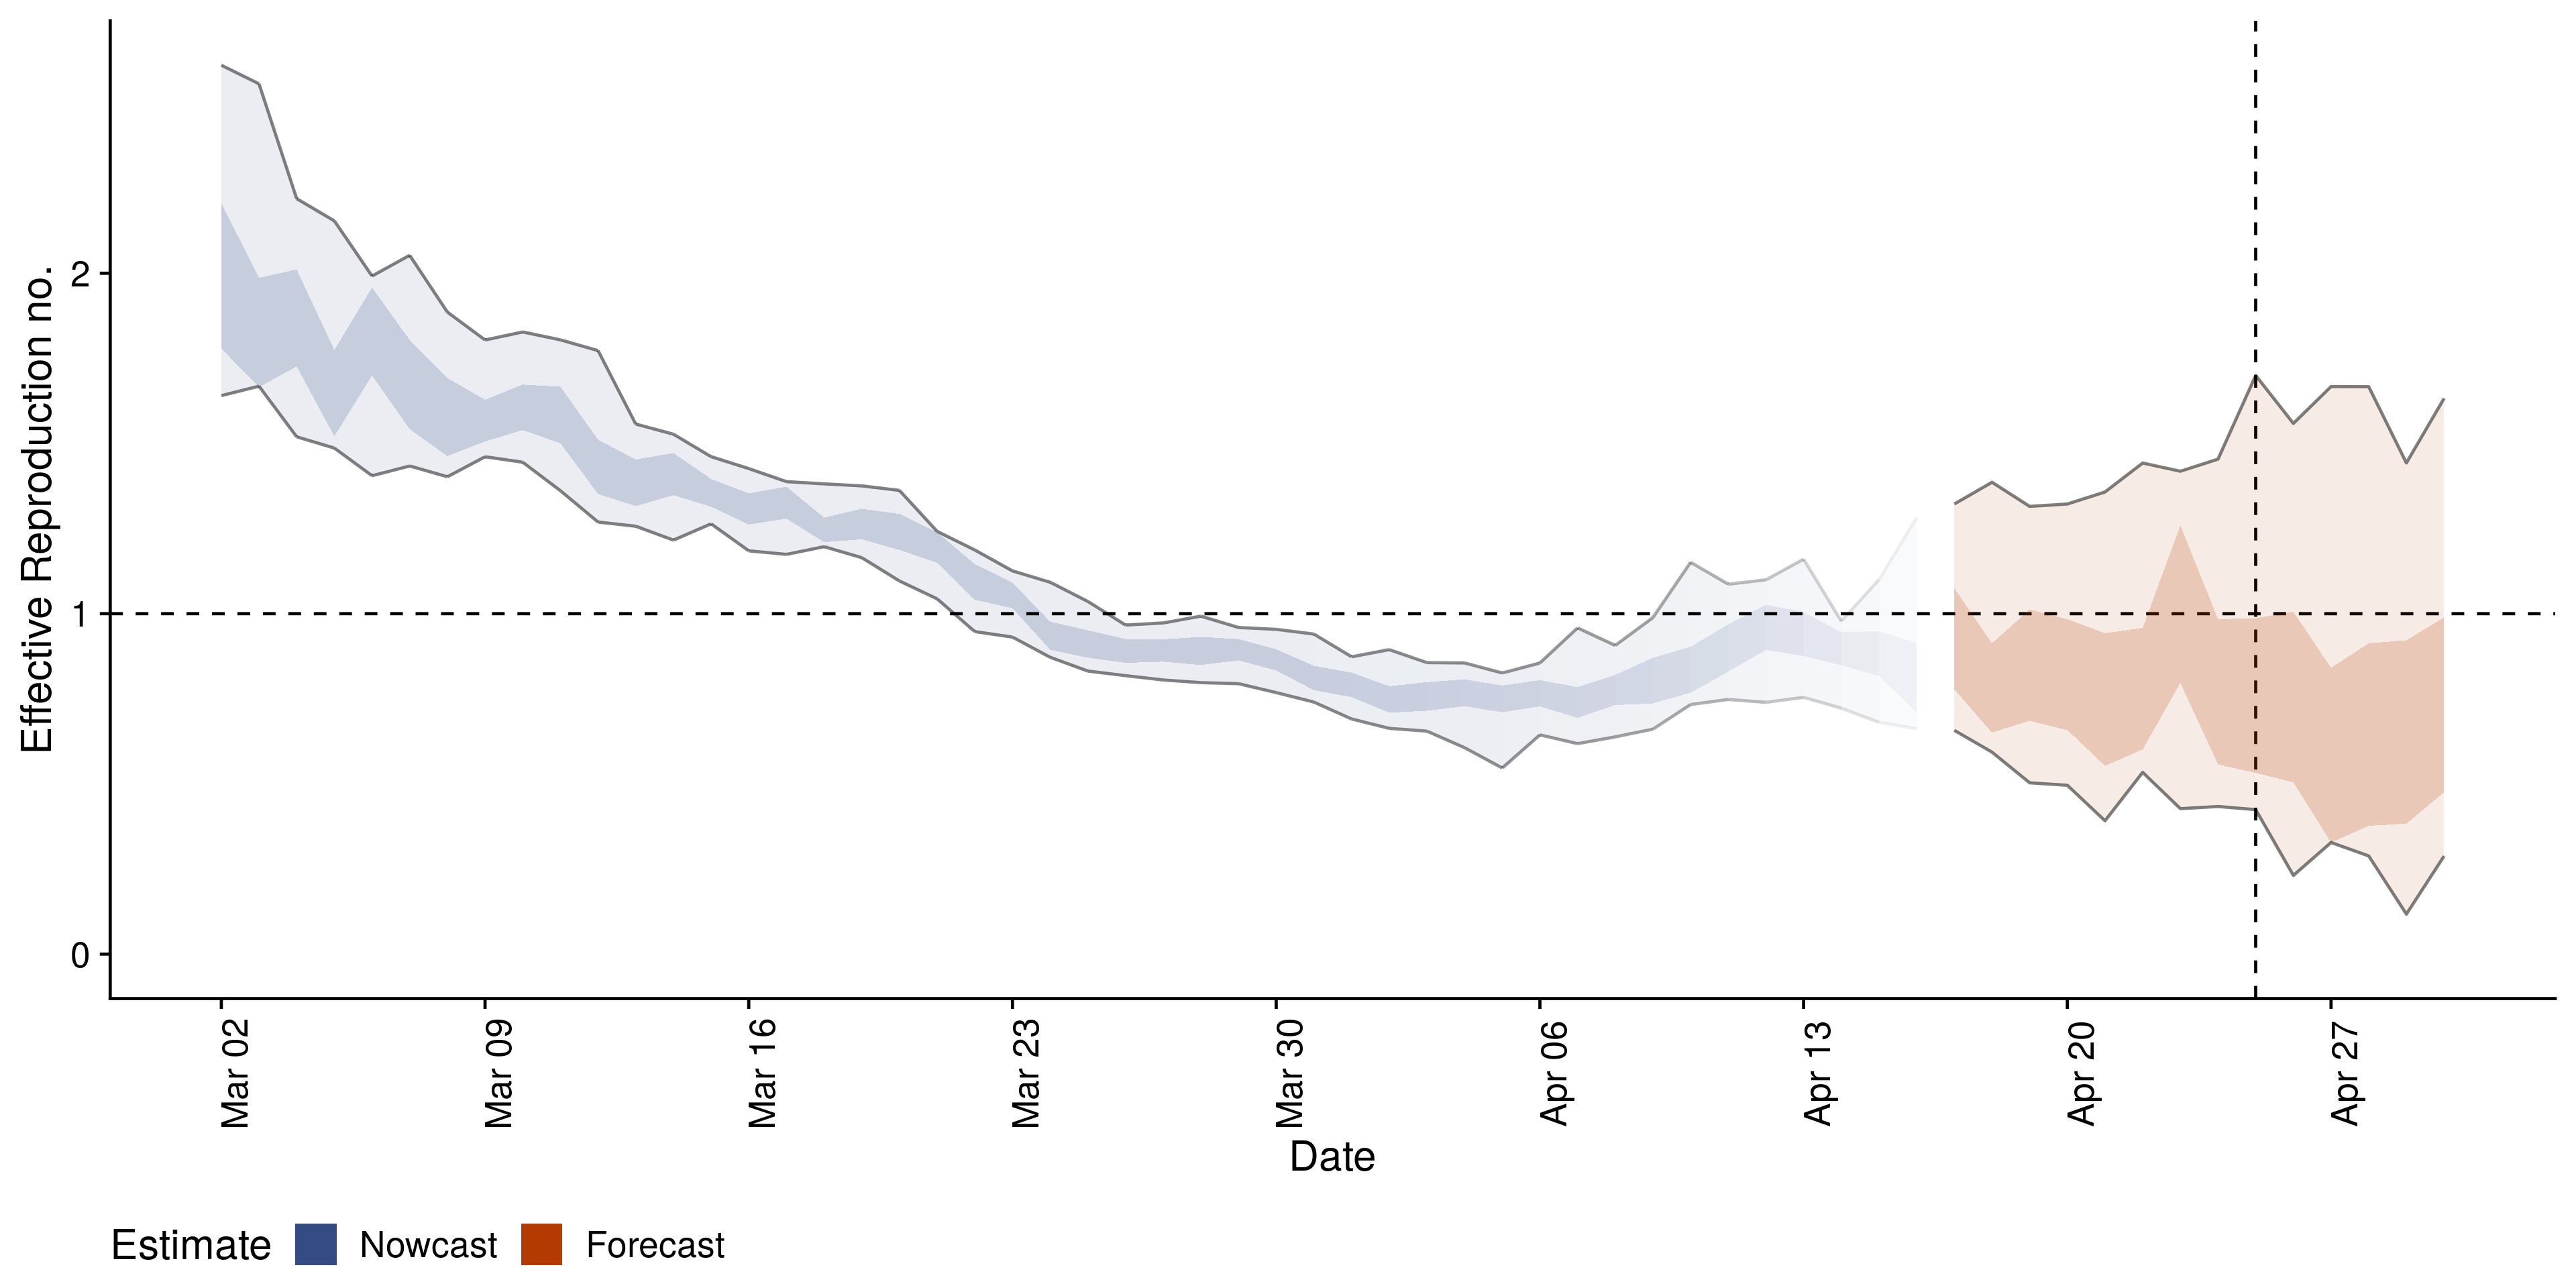 Effective Reproduction no.
2
1
0
Mar 02
Mar 09
Mar 16
Mar 23
Mar 30
Apr 06
Apr 13
Apr 20
Apr 27
Date
Estimate Nowcast Forecast